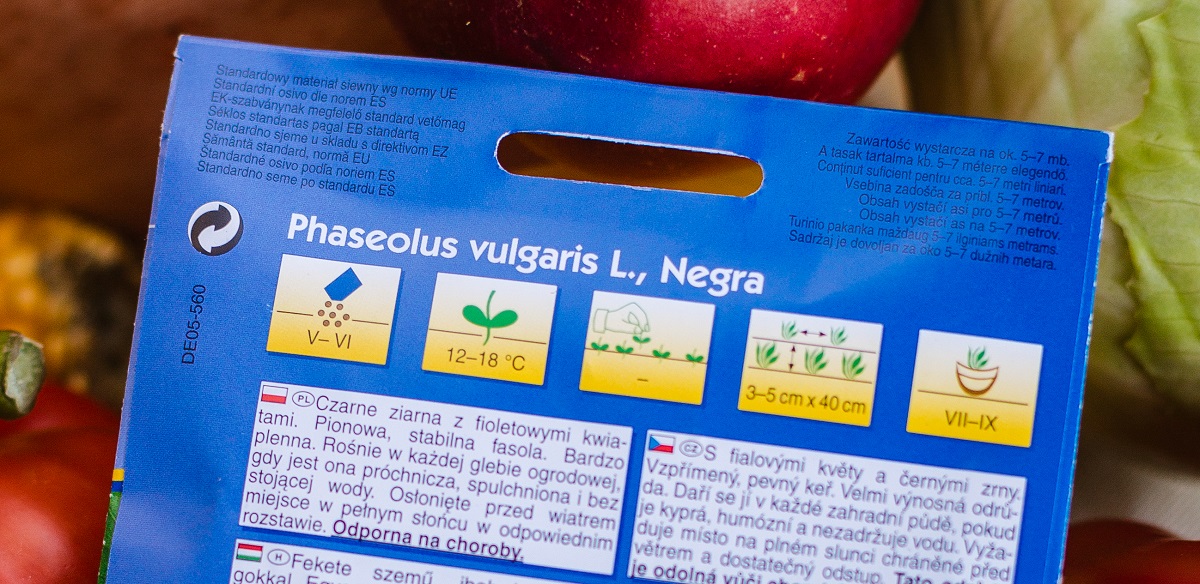 Standardowy materiał siewny wg normy UE
Standardní osivo dle norem ES
EK-szabványnak megfelelő standard vetőmag
Sėklos standartas pagal EB standartą
Standardno sjeme u skladu s direktivom EZ
Sămânță standard, normă EU
Štandardné osivo podľa noriem ES
Standardno seme po standardu ES
Zawartość wystarcza na ok. 5–7 mb.
A tasak tartalma kb. 5–7 méterre elegendő.
Conținut suficient pentru cca. 5–7 metri liniari.
Vsebina zadošča za pribl. 5–7 metrov.
Obsah vystačí asi pro 5–7 metrů.
Obsah vystačí as na 5–7 metrov.
Turinio pakanka maždaug 5–7 ilginiams metrams.
Sadržaj je dovoljan za oko 5–7 dužnih metara.
DE05-560
Phaseolus vulgaris L., Negra
V–VI
12–18 °C
–
3–5 cm x 40 cm
VII–IX
PL Czarne ziarna z fioletowymi kwia-
tami. Pionowa, stabilna fasola. Bardzo
plenna. Rośnie w każdej glebie ogrodowej,
gdy jest ona próchnicza, spulchniona i bez
stojącej wody. Osłonięte przed wiatrem
miejsce w pełnym słońcu w odpowiednim
rozstawie. Odporna na choroby.
CZ S fialovými květy a černými zrny.
Vzpřímený, pevný keř. Velmi výnosná odrů-
da. Daří se jí v každé zahradní půdě, pokud
je kyprá, humózní a nezadržuje vodu. Vyža-
duje místo na plném slunci chráněné před
větrem a dostatečný odstup. Tato
je odolná vůči
H Fekete szemű,